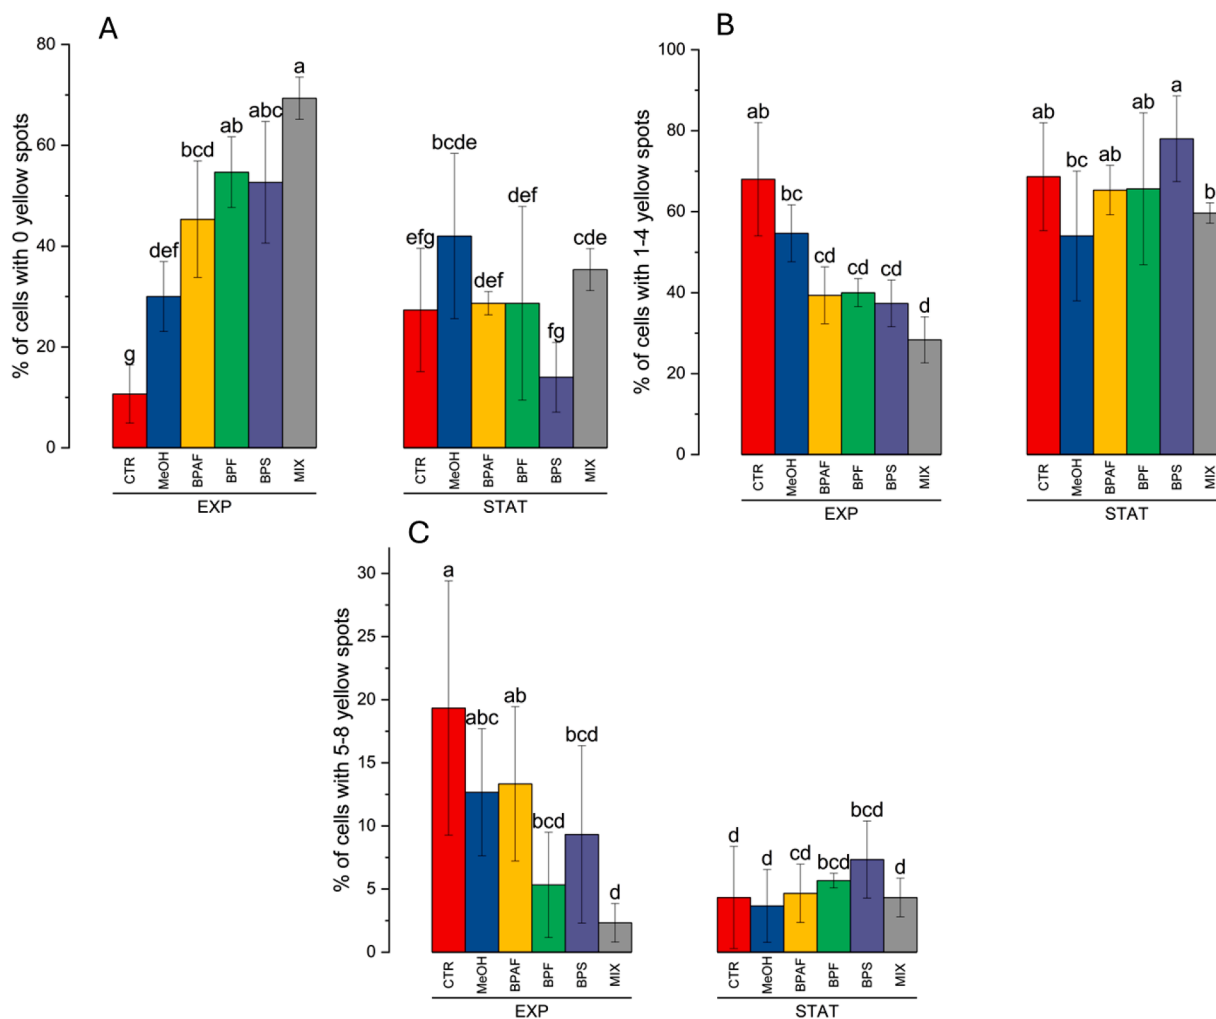 A
% of cells with 0 yellow spots
80
60
40
20
0
g
def
bcd
ab
abc
a
efg
bcde
def
def
fg
cde
CTR
MeOH
BPAF
BPF
BPS
MIX
EXP
CTR
MeOH
BPAF
BPF
BPS
MIX
STAT
B
% of cells with 1-4 yellow spots
100
80
60
40
20
0
ab
bc
cd
cd
cd
d
ab
bc
ab
ab
a
b
CTR
MeOH
BPAF
BPF
BPS
MIX
EXP
CTR
MeOH
BPAF
BPF
BPS
MIX
STAT
C
% of cells with 5-8 yellow spots
30
25
20
15
10
5
0
a
abc
ab
bcd
bcd
d
d
d
cd
bcd
bcd
d
CTR
MeOH
BPAF
BPF
BPS
MIX
EXP
CTR
MeOH
BPAF
BPF
BPS
MIX
STAT